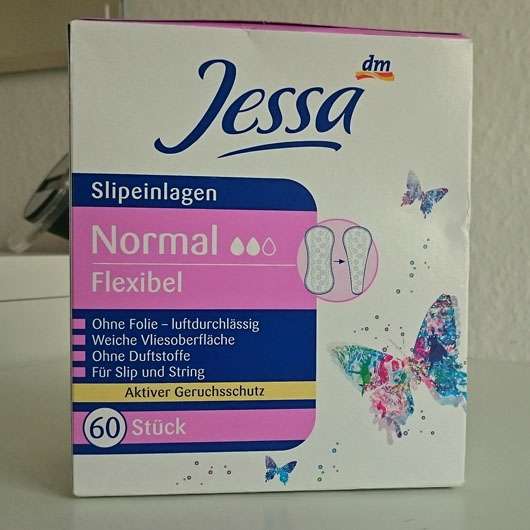 dm
Jessa
Slipeinlagen
Normal
Flexibel
Ohne Folie – luftdurchlässig
Weiche Vliesoberfläche
Ohne Duftstoffe
Für Slip und String
Aktiver Geruchsschutz
60 Stück